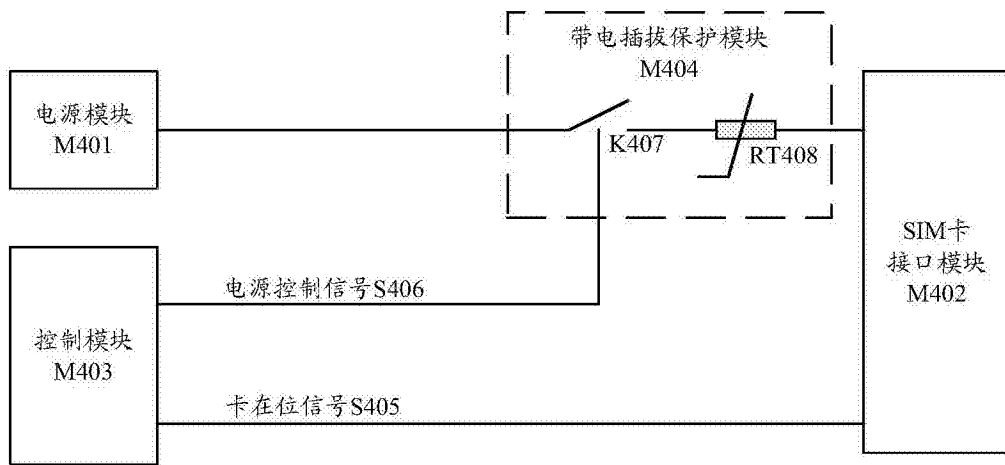 带电插拔保护模块
M404
电源模块
M401
K407
RT408
SIM卡
接口模块
M402
电源控制信号S406
控制模块
M403
卡在位信号S405